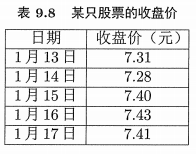 表 9.8 某只股票的收盘价
日期 收盘价（元）
1月13日 7.31
1月14日 7.28
1月15日 7.40
1月16日 7.43
1月17日 7.41